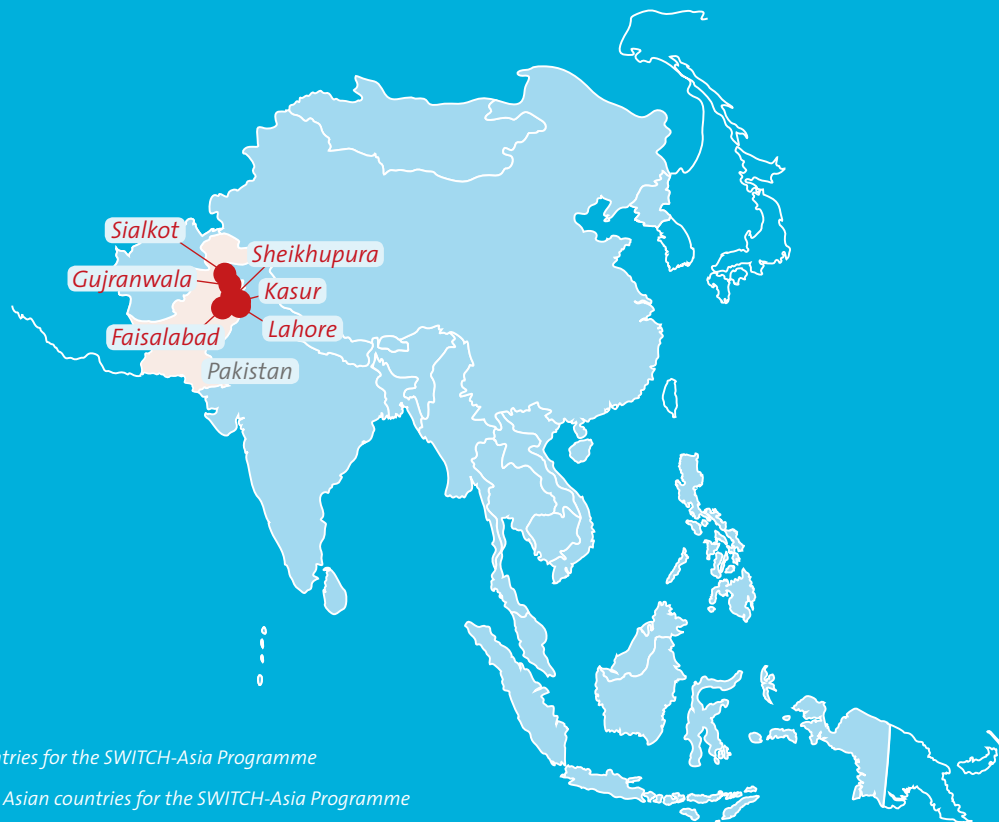 Sialkot
Sheikhupura
Gujranwala
Kasur
Lahore
Faisalabad
Pakistan
for the SWITCH-Asia Programme
Asian countries for the SWITCH-Asia Programme